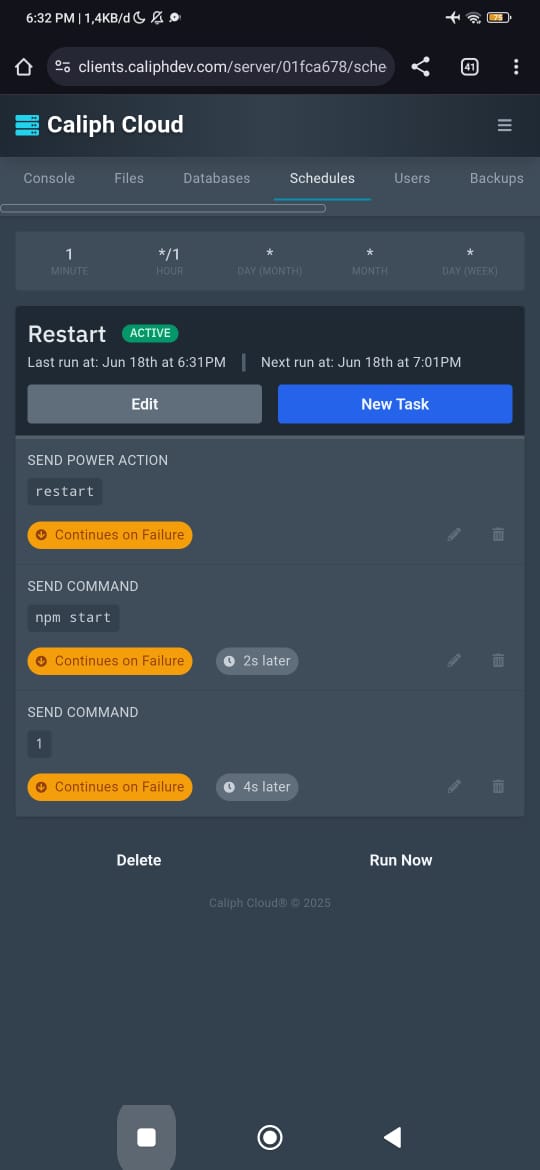 6:32 PM | 1,4KB/d
75
clients.caliphdev.com/server/01fca678/sche
41
Caliph Cloud
Console Files Databases Schedules Users Backups
1 */1 * * *
MINUTE HOUR DAY (MONTH) MONTH DAY (WEEK)
Restart ACTIVE
Last run at: Jun 18th at 6:31PM Next run at: Jun 18th at 7:01PM
Edit New Task
SEND POWER ACTION
restart
Continues on Failure
SEND COMMAND
npm start
Continues on Failure 2s later
SEND COMMAND
1
Continues on Failure 4s later
Delete Run Now
Caliph Cloud® © 2025